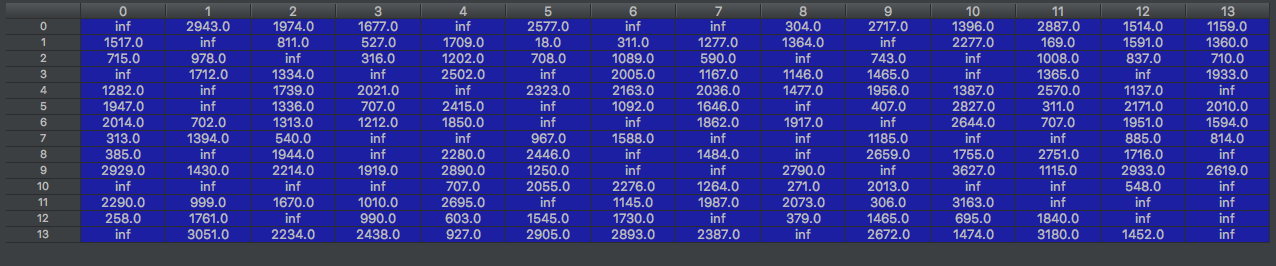 0 1 2 3 4 5 6 7 8 9 10 11 12 13
0 inf 2943.0 1974.0 1677.0 inf 2577.0 inf inf 304.0 2717.0 1396.0 2887.0 1514.0 1159.0
1 1517.0 inf 811.0 527.0 1709.0 18.0 311.0 1277.0 1364.0 inf 2277.0 169.0 1591.0 1360.0
2 715.0 978.0 inf 316.0 1202.0 708.0 1089.0 590.0 inf 743.0 inf 1008.0 837.0 710.0
3 inf 1712.0 1334.0 inf 2502.0 inf 2005.0 1167.0 1146.0 1465.0 inf 1365.0 inf 1933.0
4 1282.0 inf 1739.0 2021.0 inf 2323.0 2163.0 2036.0 1477.0 1956.0 1387.0 2570.0 1137.0 inf
5 1947.0 inf 1336.0 707.0 2415.0 inf 1092.0 1646.0 inf 407.0 2827.0 311.0 2171.0 2010.0
6 2014.0 702.0 1313.0 1212.0 1850.0 inf inf 1862.0 1917.0 inf 2644.0 707.0 1951.0 1594.0
7 313.0 1394.0 540.0 inf inf 967.0 1588.0 inf inf 1185.0 inf inf 885.0 814.0
8 385.0 inf 1944.0 inf 2280.0 2446.0 inf 1484.0 inf 2659.0 1755.0 2751.0 1716.0 inf
9 2929.0 1430.0 2214.0 1919.0 2890.0 1250.0 inf inf 2790.0 inf 3627.0 1115.0 2933.0 2619.0
10 inf inf inf inf 707.0 2055.0 2276.0 1264.0 271.0 2013.0 inf inf 548.0 inf
11 2290.0 999.0 1670.0 1010.0 2695.0 inf 1145.0 1987.0 2073.0 306.0 3163.0 inf inf inf
12 258.0 1761.0 inf 990.0 603.0 1545.0 1730.0 inf 379.0 1465.0 695.0 1840.0 inf inf
13 inf 3051.0 2234.0 2438.0 927.0 2905.0 2893.0 2387.0 inf 2672.0 1474.0 3180.0 1452.0 inf